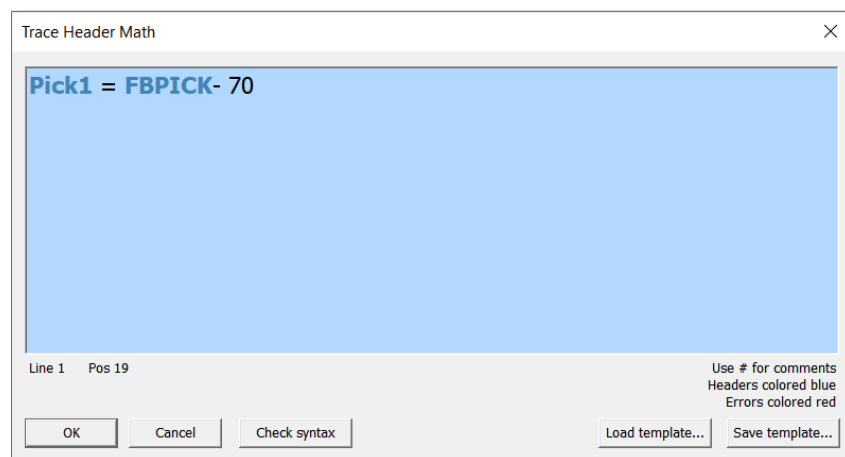 Trace Header Math
Pick1 = FBPICK- 70
Line 1 Pos 19
Use # for comments
Headers colored blue
Errors colored red
OK Cancel Check syntax Load template... Save template...